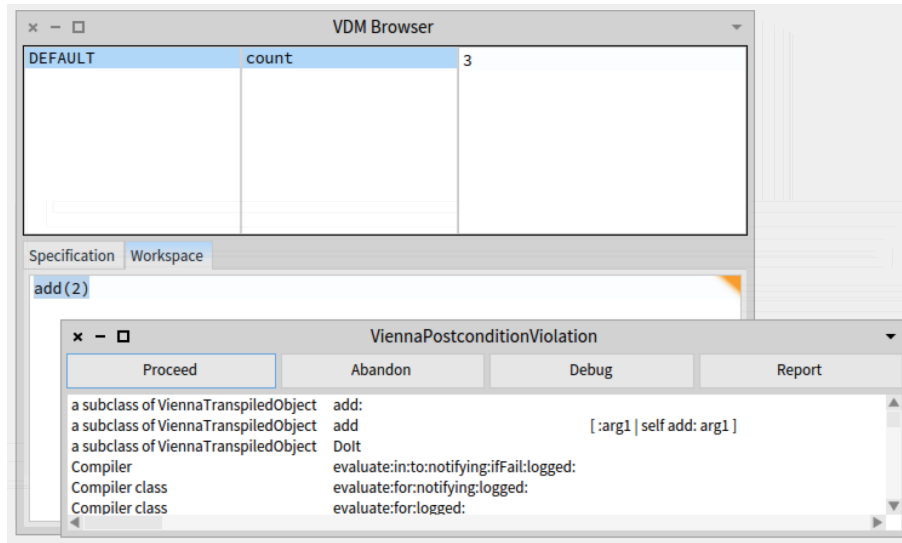 VDM Browser
DEFAULT count 3
Specification Workspace
add(2)
ViennaPostconditionViolation
Proceed Abandon Debug Report
a subclass of ViennaTranspiledObject add:
a subclass of ViennaTranspiledObject add [ :arg1 | self add: arg1 ]
a subclass of ViennaTranspiledObject DoIt
Compiler evaluate:in:to:notifying:ifFail:logged:
Compiler class evaluate:for:notifying:logged:
Compiler class evaluate:for:logged: